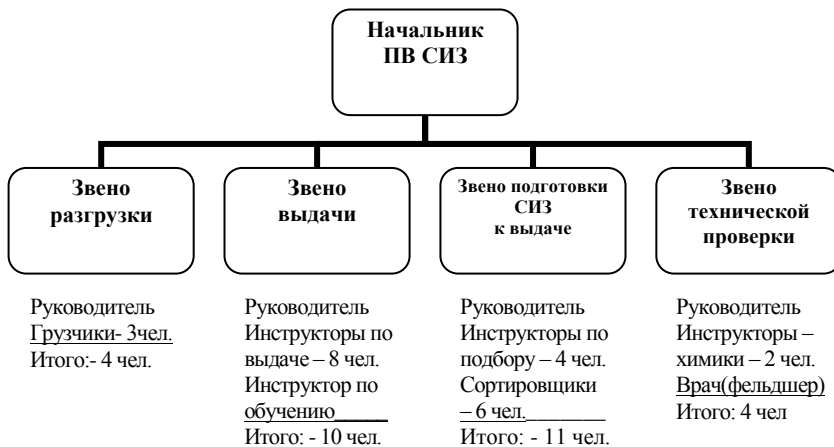 Начальник
ПВ СИЗ
Звено
разгрузки
Звено
выдачи
Звено подготовки
СИЗ
к выдаче
Звено
технической
проверки
Руководитель
Грузчики- 3чел.
Итого:- 4 чел.
Руководитель
Инструкторы по
выдаче – 8 чел.
Инструктор по
обучению_____
Итого: - 10 чел.
Руководитель
Инструкторы по
подбору – 4 чел.
Сортировщики
– 6 чел._______
Итого: - 11 чел.
Руководитель
Инструкторы –
химики – 2 чел.
Врач(фельдшер)
Итого: 4 чел